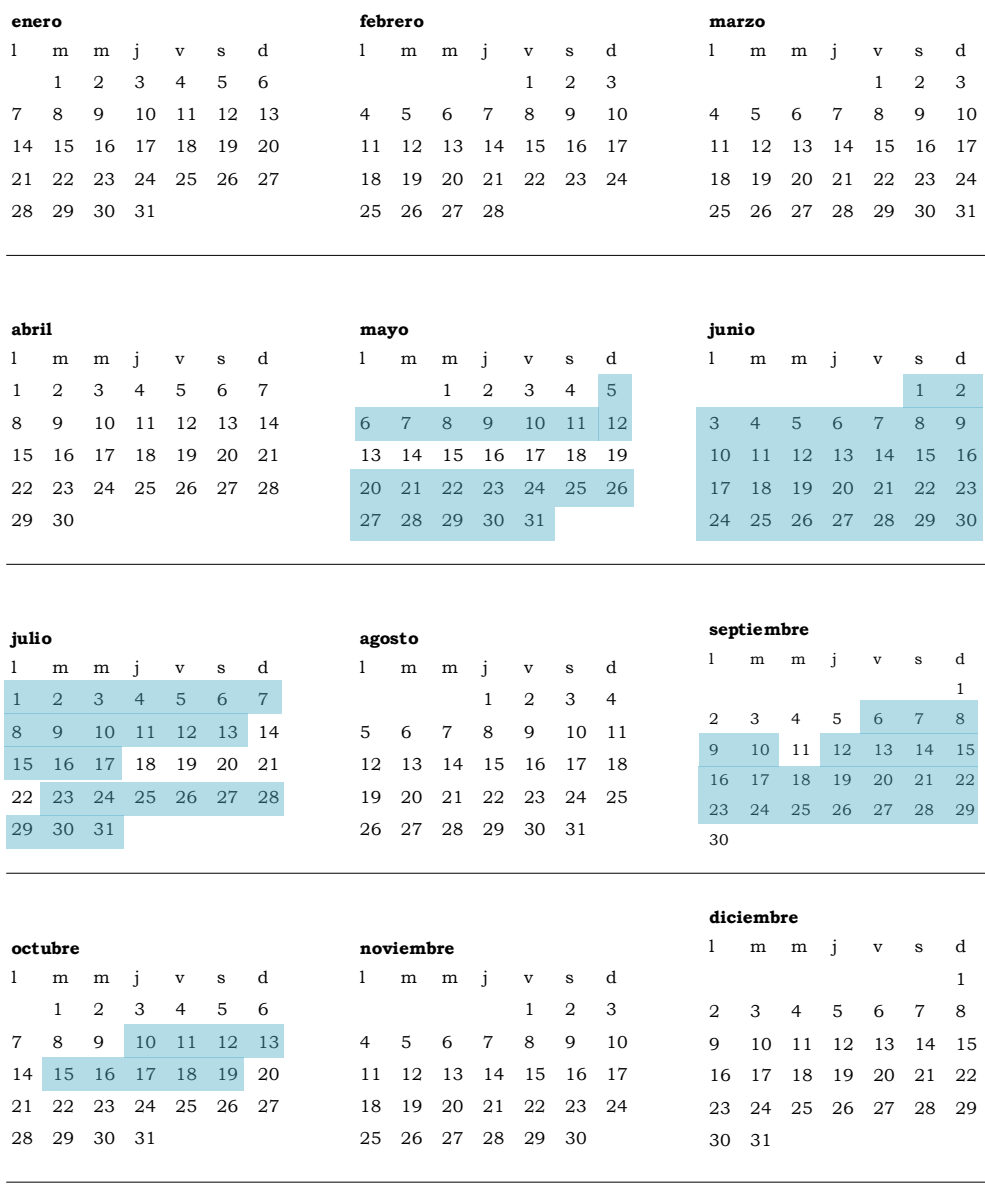 enero
l m m j v s d
1 2 3 4 5 6
7 8 9 10 11 12 13
14 15 16 17 18 19 20
21 22 23 24 25 26 27
28 29 30 31
febrero
l m m j v s d
1 2 3
4 5 6 7 8 9 10
11 12 13 14 15 16 17
18 19 20 21 22 23 24
25 26 27 28
marzo
l m m j v s d
1 2 3
4 5 6 7 8 9 10
11 12 13 14 15 16 17
18 19 20 21 22 23 24
25 26 27 28 29 30 31
abril
l m m j v s d
1 2 3 4 5 6 7
8 9 10 11 12 13 14
15 16 17 18 19 20 21
22 23 24 25 26 27 28
29 30
mayo
l m m j v s d
1 2 3 4 5
6 7 8 9 10 11 12
13 14 15 16 17 18 19
20 21 22 23 24 25 26
27 28 29 30 31
junio
l m m j v s d
1 2
3 4 5 6 7 8 9
10 11 12 13 14 15 16
17 18 19 20 21 22 23
24 25 26 27 28 29 30
julio
l m m j v s d
1 2 3 4 5 6 7
8 9 10 11 12 13 14
15 16 17 18 19 20 21
22 23 24 25 26 27 28
29 30 31
agosto
l m m j v s d
1 2 3 4
5 6 7 8 9 10 11
12 13 14 15 16 17 18
19 20 21 22 23 24 25
26 27 28 29 30 31
septiembre
l m m j v s d
1
2 3 4 5 6 7 8
9 10 11 12 13 14 15
16 17 18 19 20 21 22
23 24 25 26 27 28 29
30
octubre
l m m j v s d
1 2 3 4 5 6
7 8 9 10 11 12 13
14 15 16 17 18 19 20
21 22 23 24 25 26 27
28 29 30 31
noviembre
l m m j v s d
1 2 3
4 5 6 7 8 9 10
11 12 13 14 15 16 17
18 19 20 21 22 23 24
25 26 27 28 29 30
diciembre
l m m j v s d
1
2 3 4 5 6 7 8
9 10 11 12 13 14 15
16 17 18 19 20 21 22
23 24 25 26 27 28 29
30 31